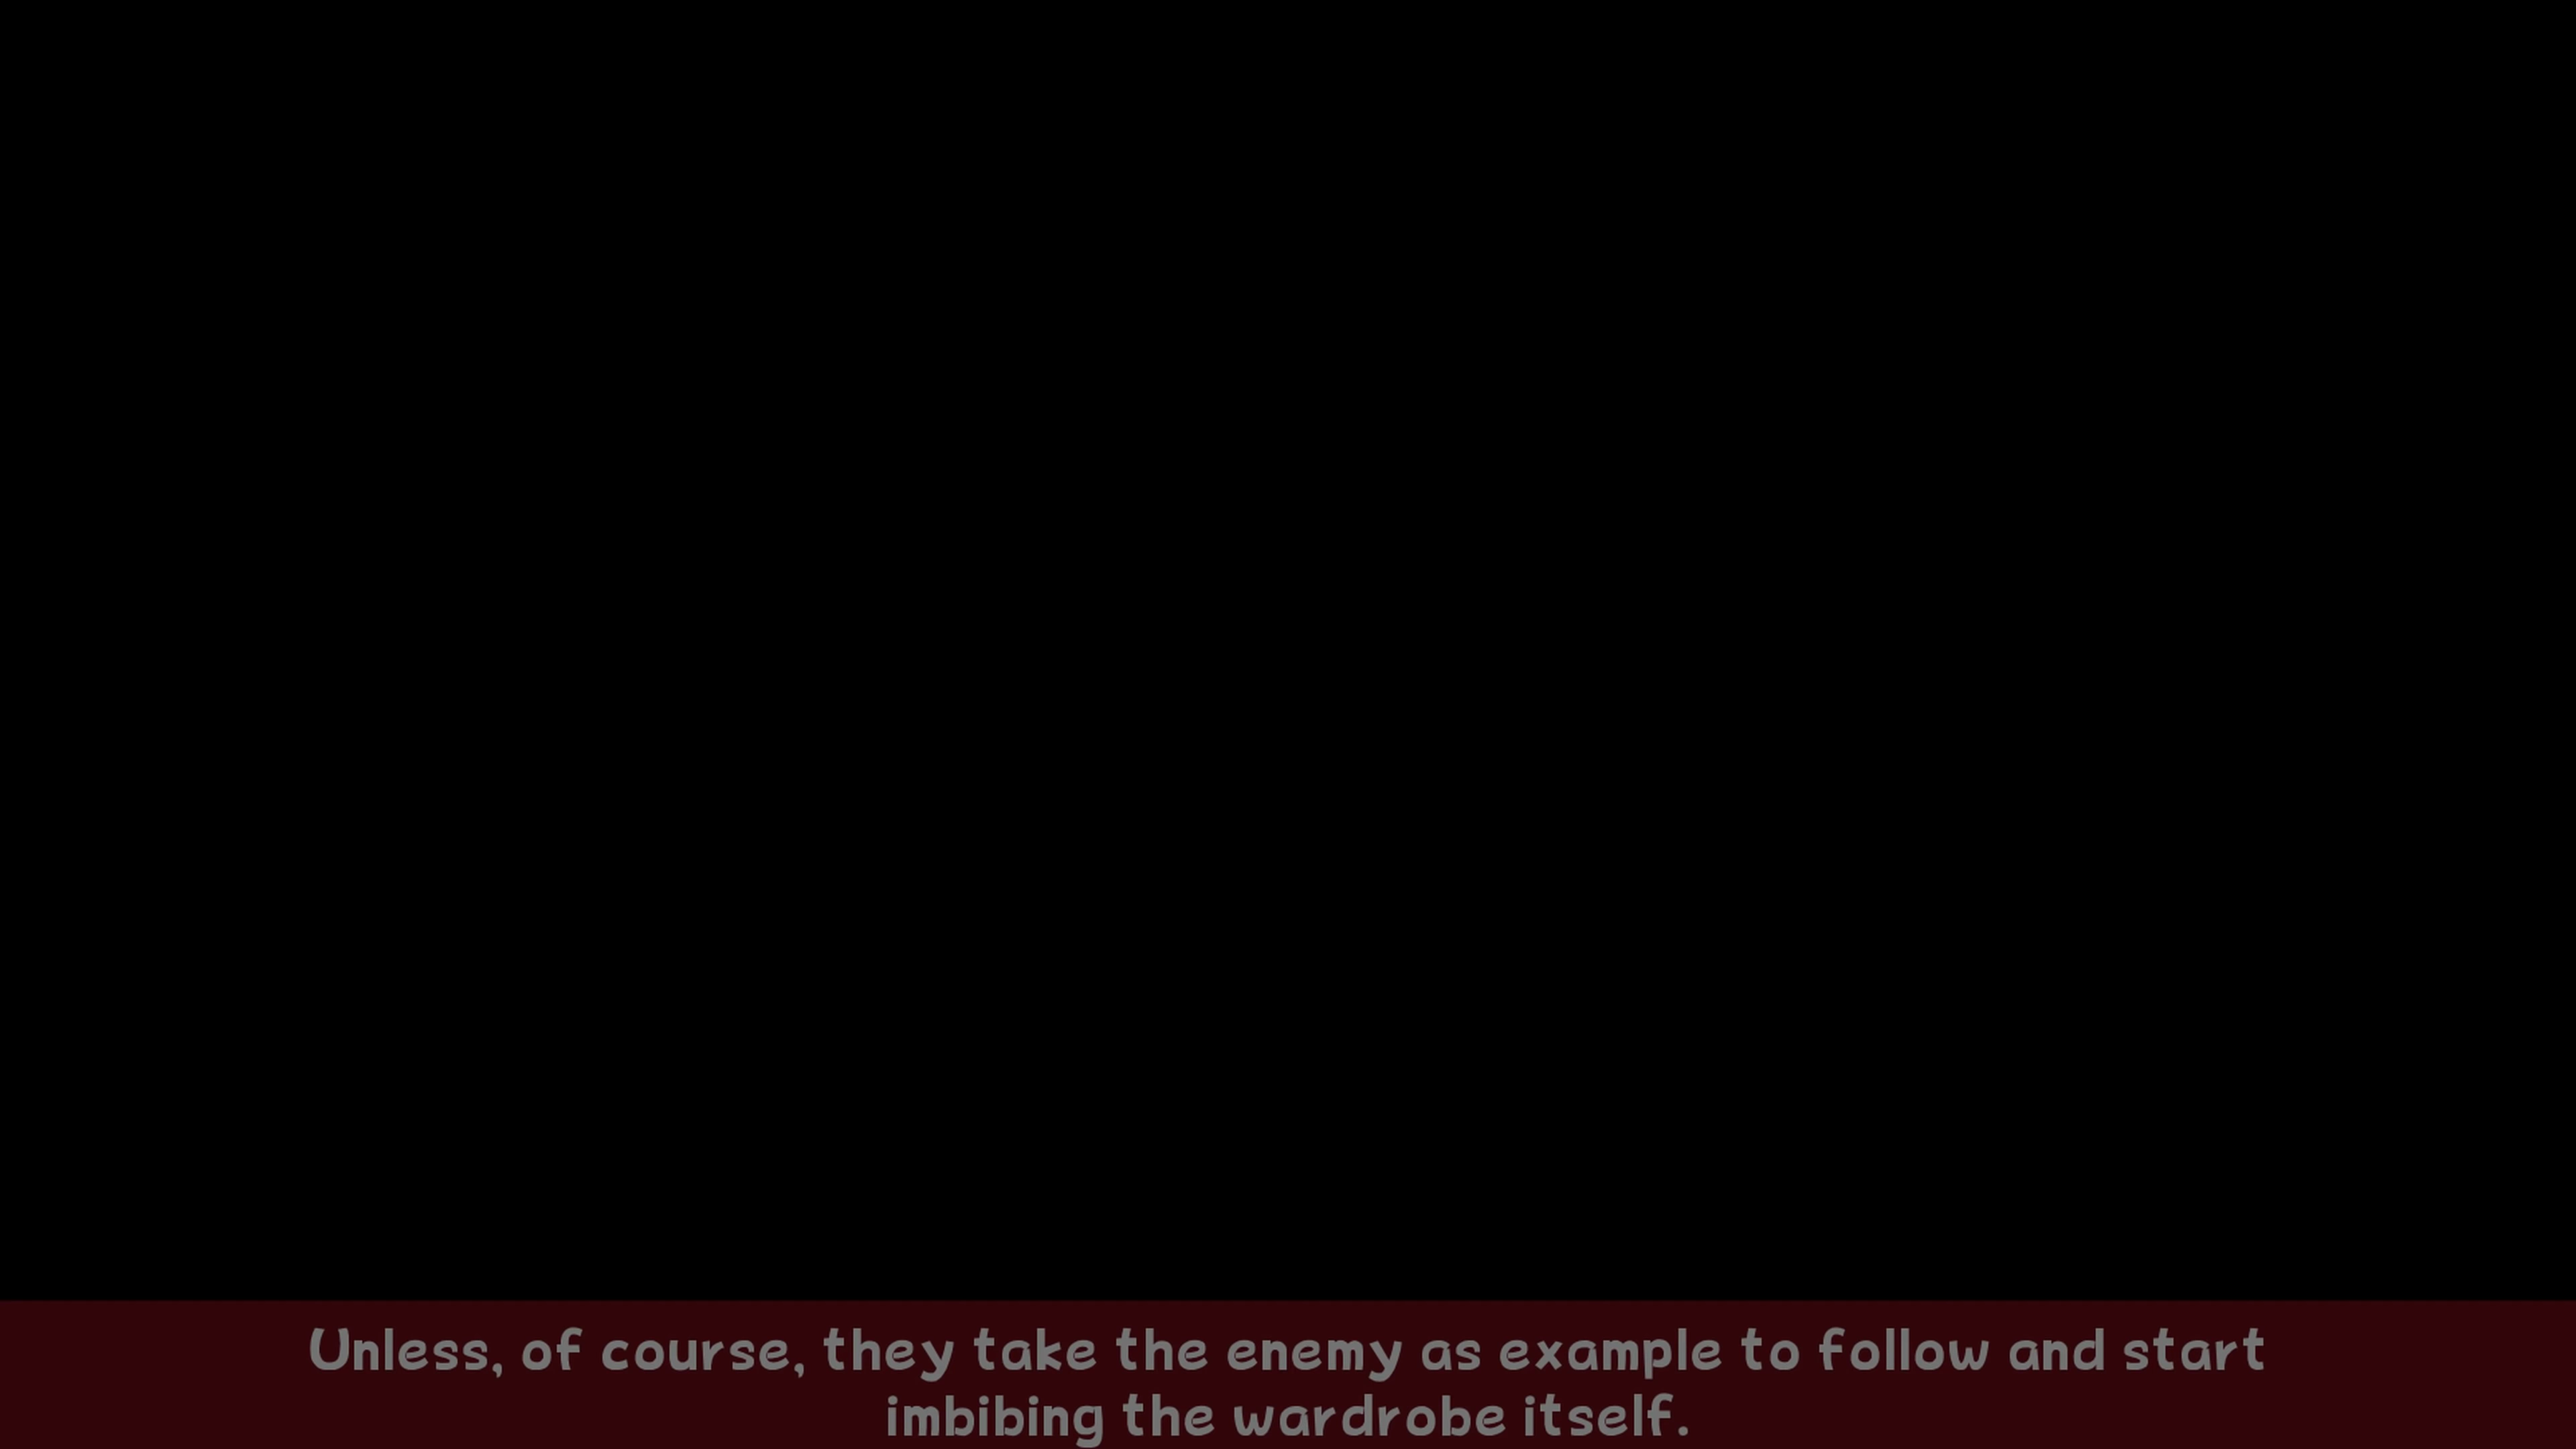 Unless, of course, they take the enemy as example to follow and start
imbibing the wardrobe itself.